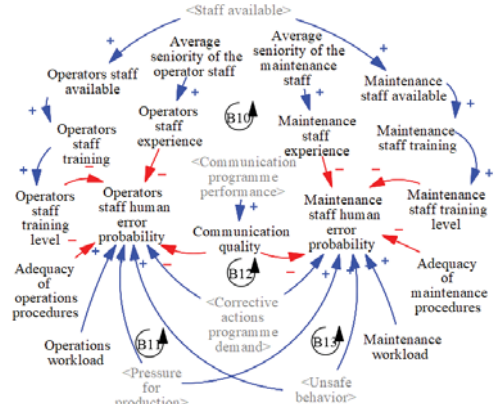 <Staff available>
Average
seniority of the
operator staff
Average
seniority of the
maintenance
staff
Operators staff
available
Maintenance
staff available
Operators
staff
experience
B10
Maintenance
staff
experience
Operators
staff
training
Maintenance
staff training
<Communication
programme
performance>
Operators
staff
training
level
Operators
staff human
error
probability
Communication
quality
Maintenance
staff human
error
probability
Maintenance
staff training
level
Adequacy
of
operations
procedures
B12
Adequacy
of
maintenance
procedures
<Corrective
actions
programme
demand>
Operations
workload
B11
B13
Maintenance
workload
<Pressure
for
production>
<Unsafe
behavior>